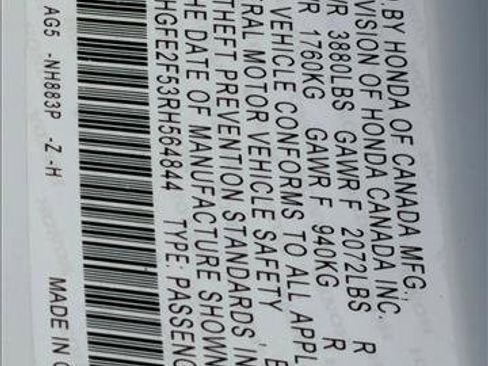 BY HONDA OF CANADA MFG.,
VISION OF HONDA CANADA INC.
VR 3880LBS GAWR F 2072LBS R
VR 1760KG GAWR F 940KG R
VEHICLE CONFORMS TO ALL APPL
RAL MOTOR VEHICLE SAFETY , B
THEFT PREVENTION STANDARDS IN
HE DATE OF MANUFACTURE SHOWN
HGFE2F53RH564844 TYPE: PASSENG
AG5 -NH883P -Z -H MADE IN